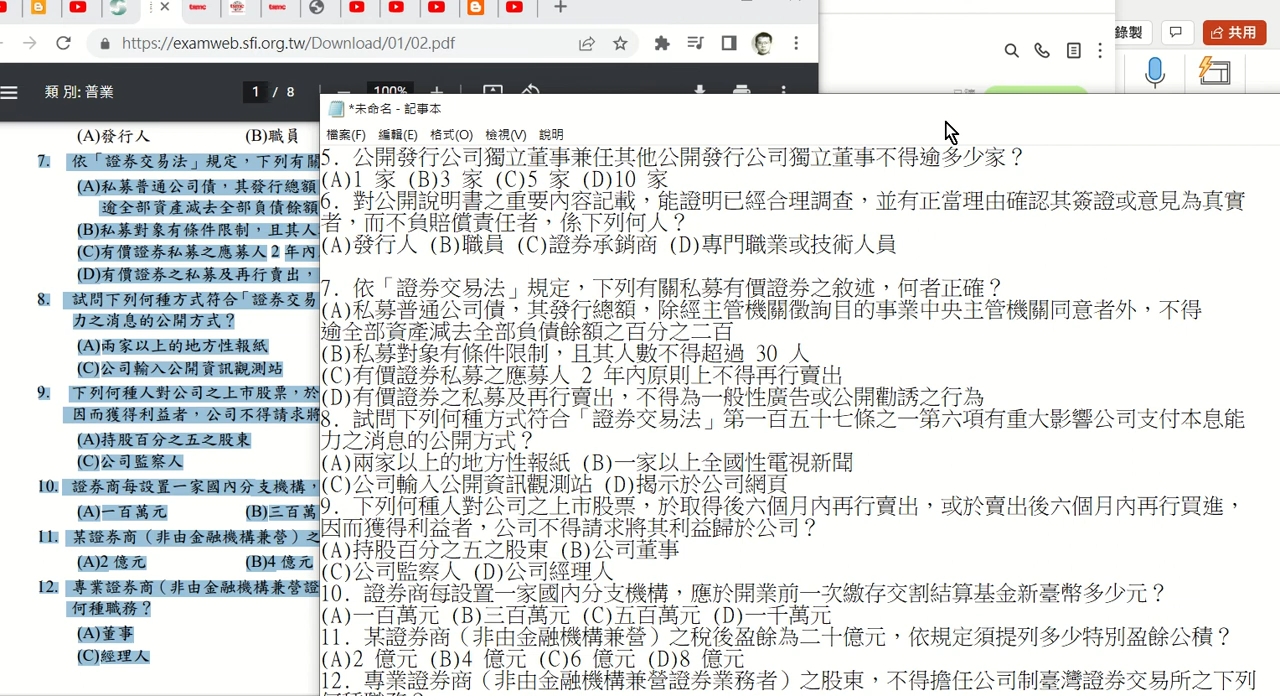 https://examweb.sfi.org.tw/Download/01/02.pdf
錄製
共用
類別:普業
1 / 8
100%
(A)發行人 (B)職員
7. 依「證券交易法」規定，下列有關
(A)私募普通公司債，其發行總額
逾全部資產減去全部負債餘額
(B)私募對象有條件限制，且其人
(C)有價證券私募之應募人 2 年內
(D)有價證券之私募及再行賣出，
8. 試問下列何種方式符合「證券交易
力之消息的公開方式？
(A)兩家以上的地方性報紙
(C)公司輸入公開資訊觀測站
9. 下列何種人對公司之上市股票，於
因而獲得利益者，公司不得請求將
(A)持股百分之五之股東
(C)公司監察人
10. 證券商每設置一家國內分支機構，
(A)一百萬元 (B)三百萬
11. 某證券商（非由金融機構兼營）之
(A)2 億元 (B)4 億元
12. 專業證券商（非由金融機構兼營證
何種職務？
(A)董事
(C)經理人
*未命名 - 記事本
檔案(F) 編輯(E) 格式(O) 檢視(V) 說明
5. 公開發行公司獨立董事兼任其他公開發行公司獨立董事不得逾多少家？
(A)1 家 (B)3 家 (C)5 家 (D)10 家
6. 對公開說明書之重要內容記載，能證明已經合理調查，並有正當理由確認其簽證或意見為真實
者，而不負賠償責任者，係下列何人？
(A)發行人 (B)職員 (C)證券承銷商 (D)專門職業或技術人員
7. 依「證券交易法」規定，下列有關私募有價證券之敘述，何者正確？
(A)私募普通公司債，其發行總額，除經主管機關徵詢目的事業中央主管機關同意者外，不得
逾全部資產減去全部負債餘額之百分之二百
(B)私募對象有條件限制，且其人數不得超過 30 人
(C)有價證券私募之應募人 2 年內原則上不得再行賣出
(D)有價證券之私募及再行賣出，不得為一般性廣告或公開勸誘之行為
8. 試問下列何種方式符合「證券交易法」第一百五十七條之一第六項有重大影響公司支付本息能
力之消息的公開方式？
(A)兩家以上的地方性報紙 (B)一家以上全國性電視新聞
(C)公司輸入公開資訊觀測站 (D)揭示於公司網頁
9. 下列何種人對公司之上市股票，於取得後六個月內再行賣出，或於賣出後六個月內再行買進，
因而獲得利益者，公司不得請求將其利益歸於公司？
(A)持股百分之五之股東 (B)公司董事
(C)公司監察人 (D)公司經理人
10. 證券商每設置一家國內分支機構，應於開業前一次繳存交割結算基金新臺幣多少元？
(A)一百萬元 (B)三百萬元 (C)五百萬元 (D)一千萬元
11. 某證券商（非由金融機構兼營）之稅後盈餘為二十億元，依規定須提列多少特別盈餘公積？
(A)2 億元 (B)4 億元 (C)6 億元 (D)8 億元
12. 專業證券商（非由金融機構兼營證券業務者）之股東，不得擔任公司制臺灣證券交易所之下列